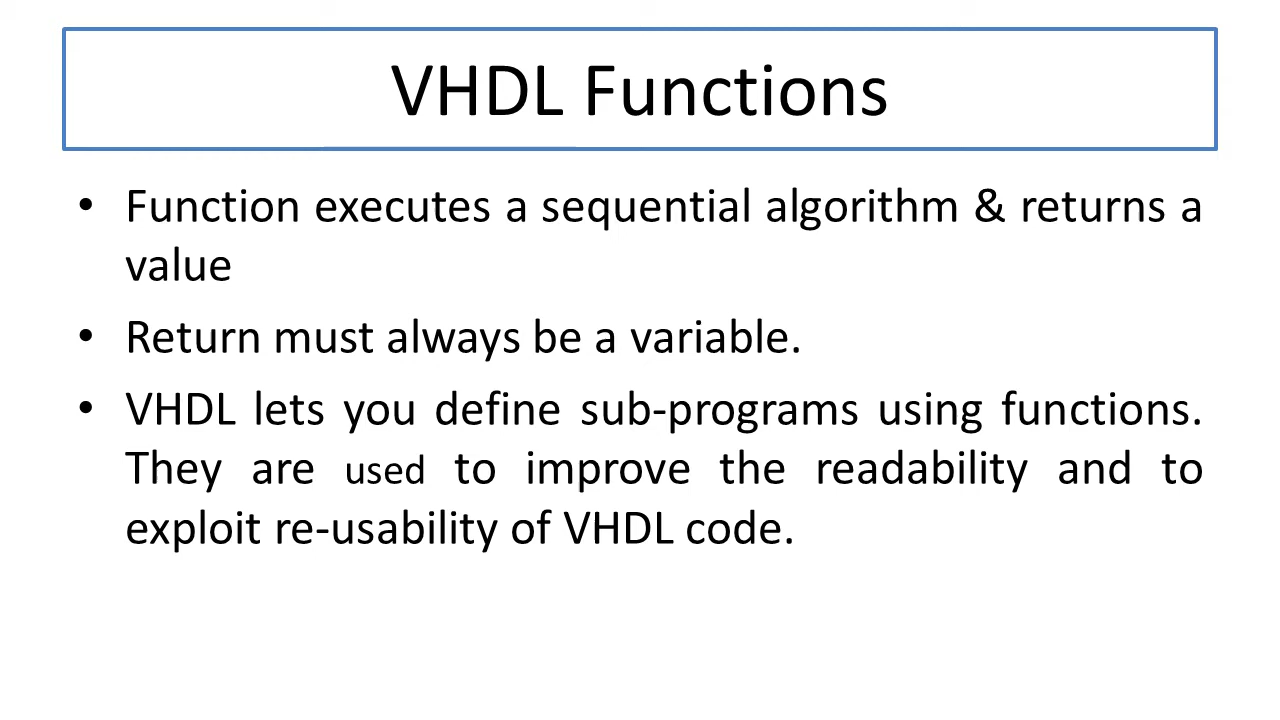 VHDL Functions
• Function executes a sequential algorithm & returns a
value
• Return must always be a variable.
• VHDL lets you define sub-programs using functions.
They are used to improve the readability and to
exploit re-usability of VHDL code.